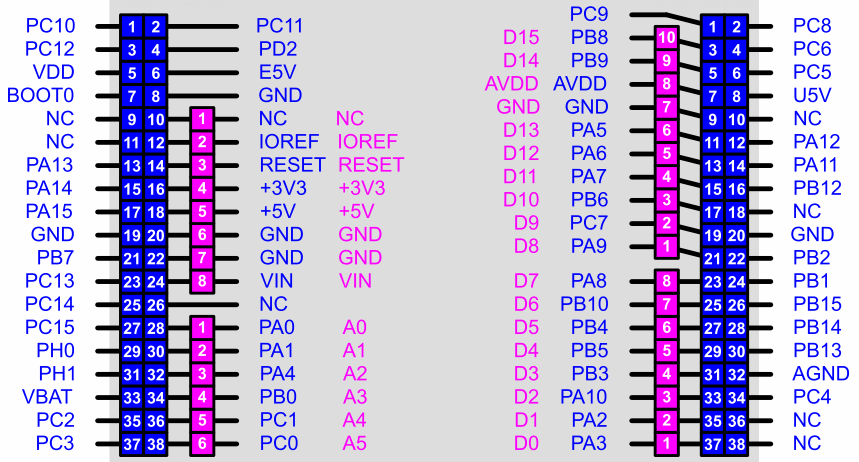 PC9
PC10 1 2 PC11 1 2 PC8
D15 PB8 10
PC12 3 4 PD2 3 4 PC6
D14 PB9 9
VDD 5 6 E5V 5 6 PC5
AVDD AVDD 8
BOOT0 7 8 GND 7 8 U5V
GND GND 7
NC 9 10 1 NC NC 9 10 NC
D13 PA5 6
NC 11 12 2 IOREF IOREF 11 12 PA12
D12 PA6 5
PA13 13 14 3 RESET RESET 13 14 PA11
D11 PA7 4
PA14 15 16 4 +3V3 +3V3 15 16 PB12
D10 PB6 3
PA15 17 18 5 +5V +5V 17 18 NC
D9 PC7 2
GND 19 20 6 GND GND 19 20 GND
D8 PA9 1
PB7 21 22 7 GND GND 21 22 PB2
PC13 23 24 8 VIN VIN D7 PA8 8 23 24 PB1
PC14 25 26 NC D6 PB10 7 25 26 PB15
PC15 27 28 1 PA0 A0 D5 PB4 6 27 28 PB14
PH0 29 30 2 PA1 A1 D4 PB5 5 29 30 PB13
PH1 31 32 3 PA4 A2 D3 PB3 4 31 32 AGND
VBAT 33 34 4 PB0 A3 D2 PA10 3 33 34 PC4
PC2 35 36 5 PC1 A4 D1 PA2 2 35 36 NC
PC3 37 38 6 PC0 A5 D0 PA3 1 37 38 NC